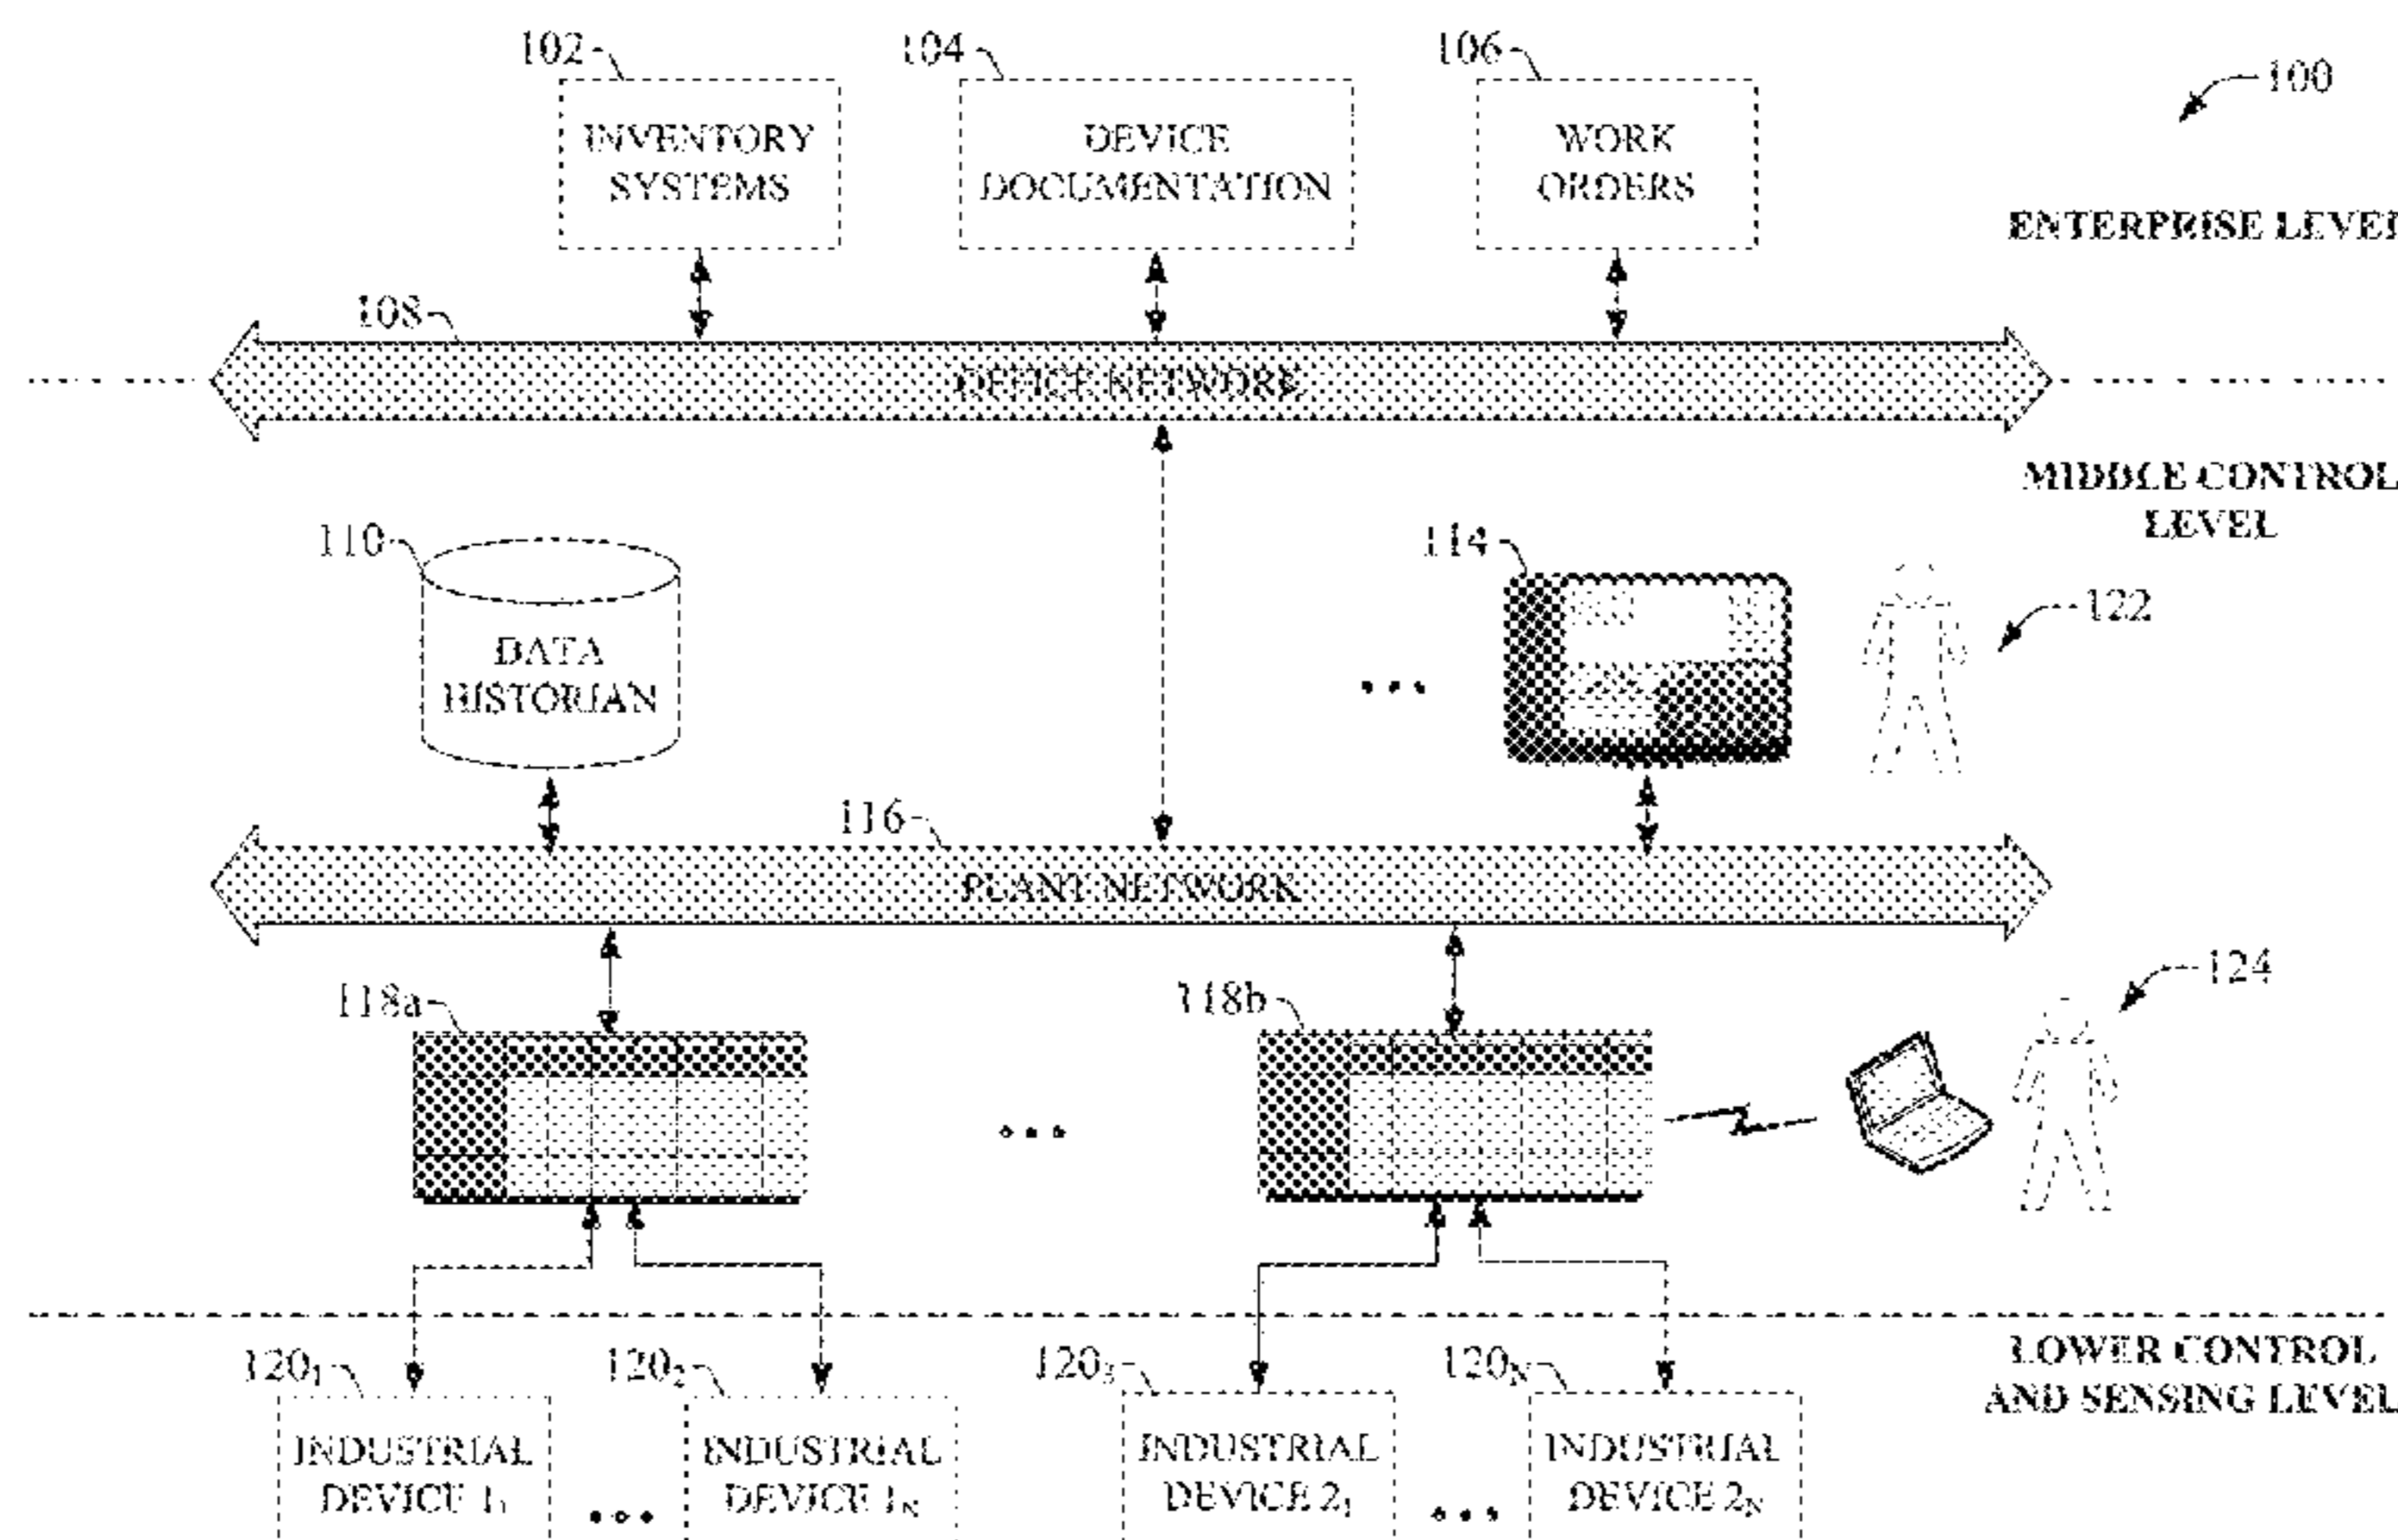 102
104
106
100
INVENTORY
SYSTEMS
DEVICE
DOCUMENTATION
WORK
ORDERS
ENTERPRISE LEVEL
108
DEVICE NETWORK
MIDDLE CONTROL
LEVEL
110
114
122
DATA
HISTORIAN
116
PLANT NETWORK
124
118a
118b
120₁
120₂
120₃
120N
LOWER CONTROL
AND SENSING LEVEL
INDUSTRIAL
DEVICE 1₁
INDUSTRIAL
DEVICE 1N
INDUSTRIAL
DEVICE 2₁
INDUSTRIAL
DEVICE 2N